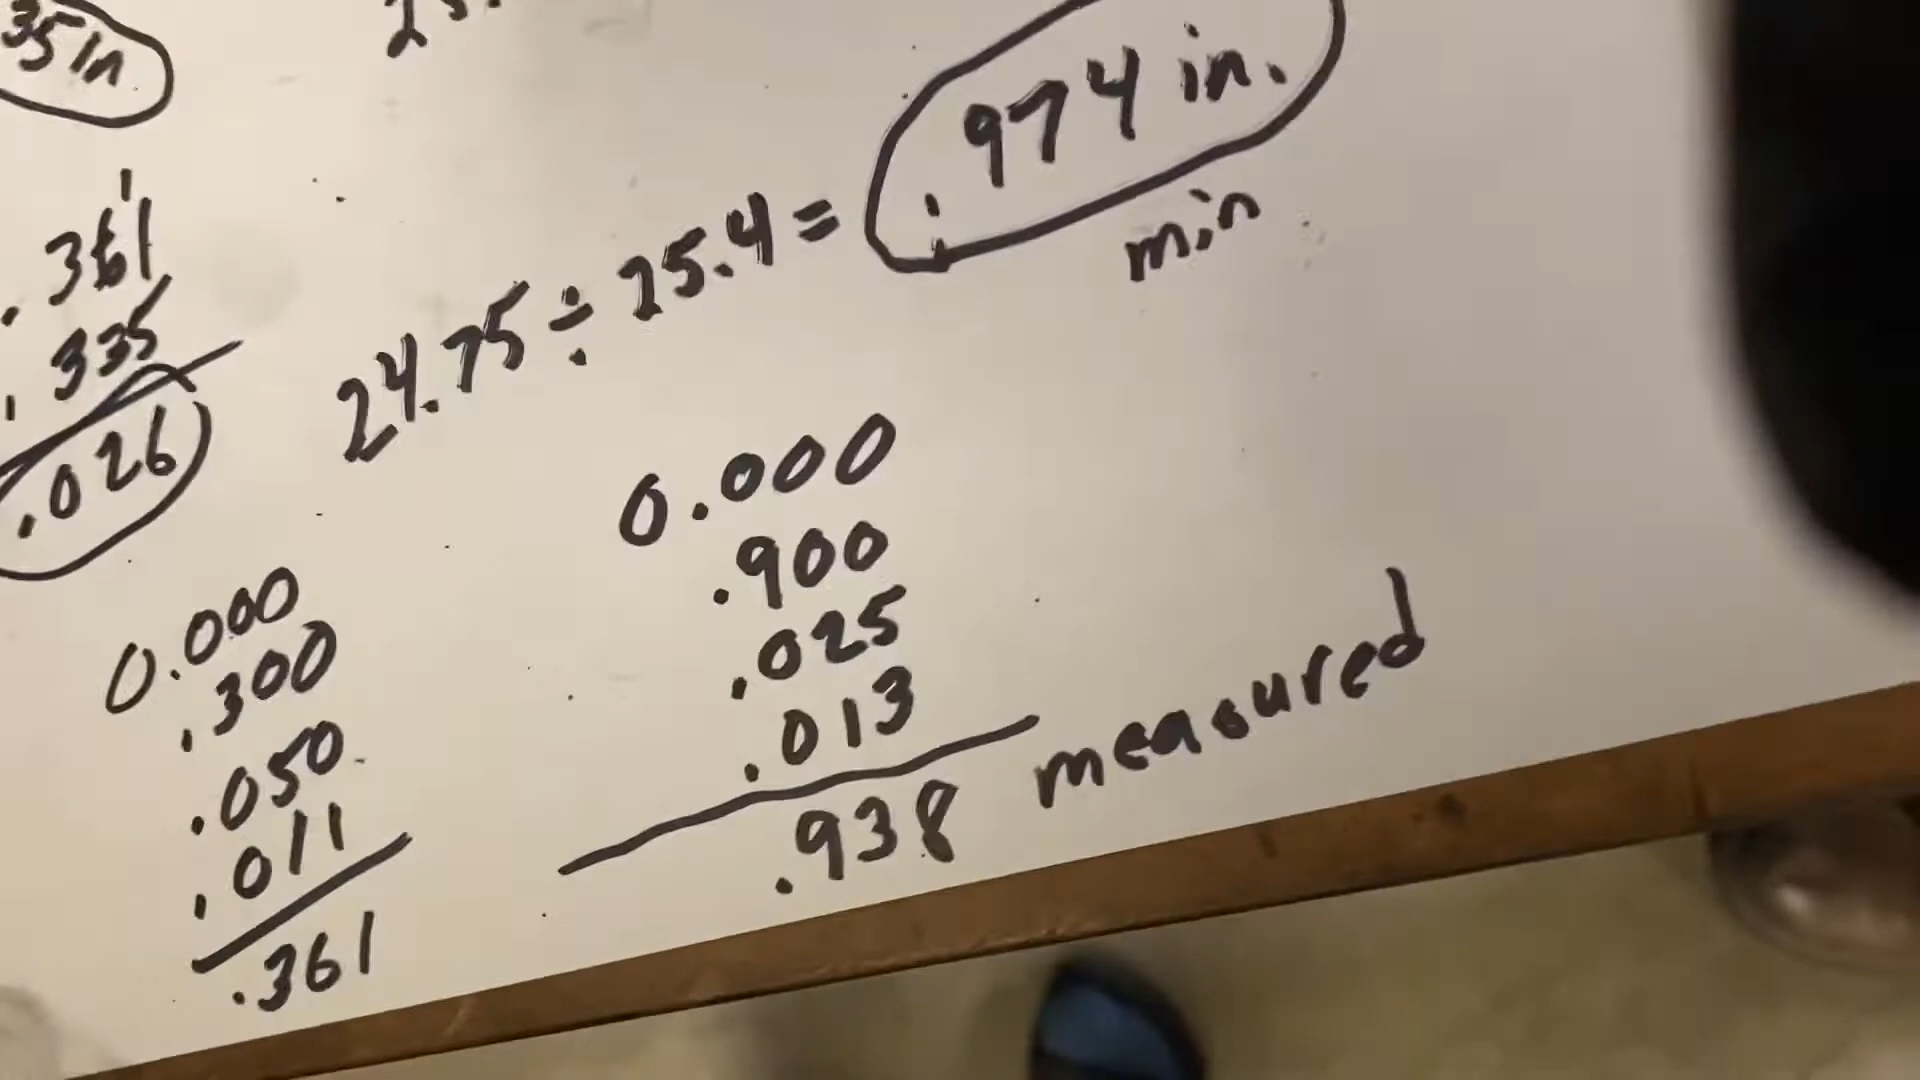 35 in
.974 in.
min
24.75 ÷ 25.4 =
1
.361
.335
.026
0.000
.900
.025
.013
.938 measured
0.000
.300
.050
.011
.361